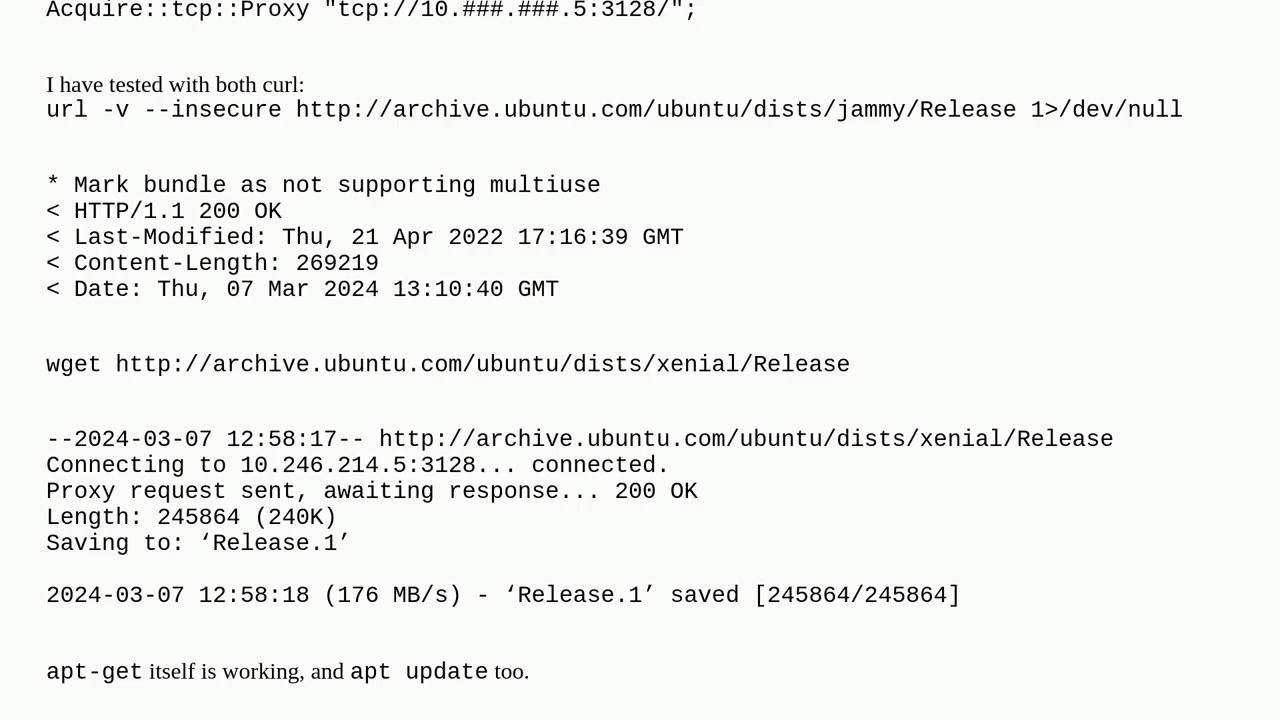 Acquire::tcp::Proxy "tcp://10.###.###.5:3128/";
I have tested with both curl:
url -v --insecure http://archive.ubuntu.com/ubuntu/dists/jammy/Release 1>/dev/null
* Mark bundle as not supporting multiuse
< HTTP/1.1 200 OK
< Last-Modified: Thu, 21 Apr 2022 17:16:39 GMT
< Content-Length: 269219
< Date: Thu, 07 Mar 2024 13:10:40 GMT
wget http://archive.ubuntu.com/ubuntu/dists/xenial/Release
--2024-03-07 12:58:17-- http://archive.ubuntu.com/ubuntu/dists/xenial/Release
Connecting to 10.246.214.5:3128... connected.
Proxy request sent, awaiting response... 200 OK
Length: 245864 (240K)
Saving to: ‘Release.1’
2024-03-07 12:58:18 (176 MB/s) - ‘Release.1’ saved [245864/245864]
apt-get itself is working, and apt update too.